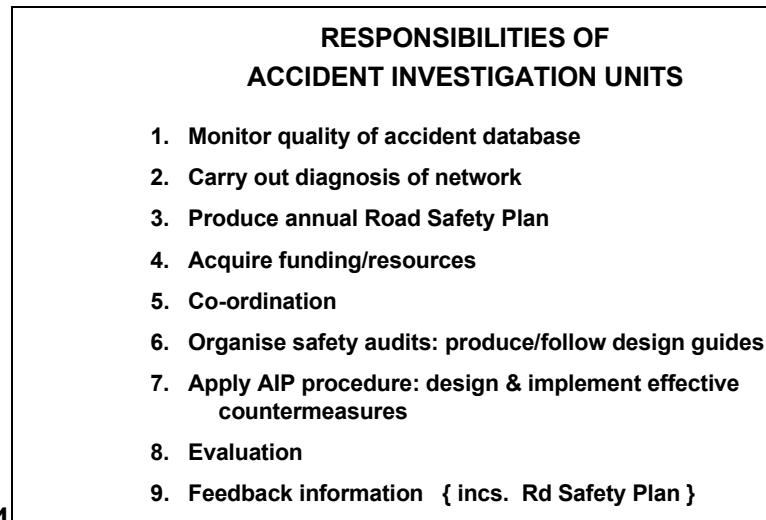 RESPONSIBILITIES OF
ACCIDENT INVESTIGATION UNITS
1. Monitor quality of accident database
2. Carry out diagnosis of network
3. Produce annual Road Safety Plan
4. Acquire funding/resources
5. Co-ordination
6. Organise safety audits: produce/follow design guides
7. Apply AIP procedure: design & implement effective
countermeasures
8. Evaluation
9. Feedback information { incs. Rd Safety Plan }